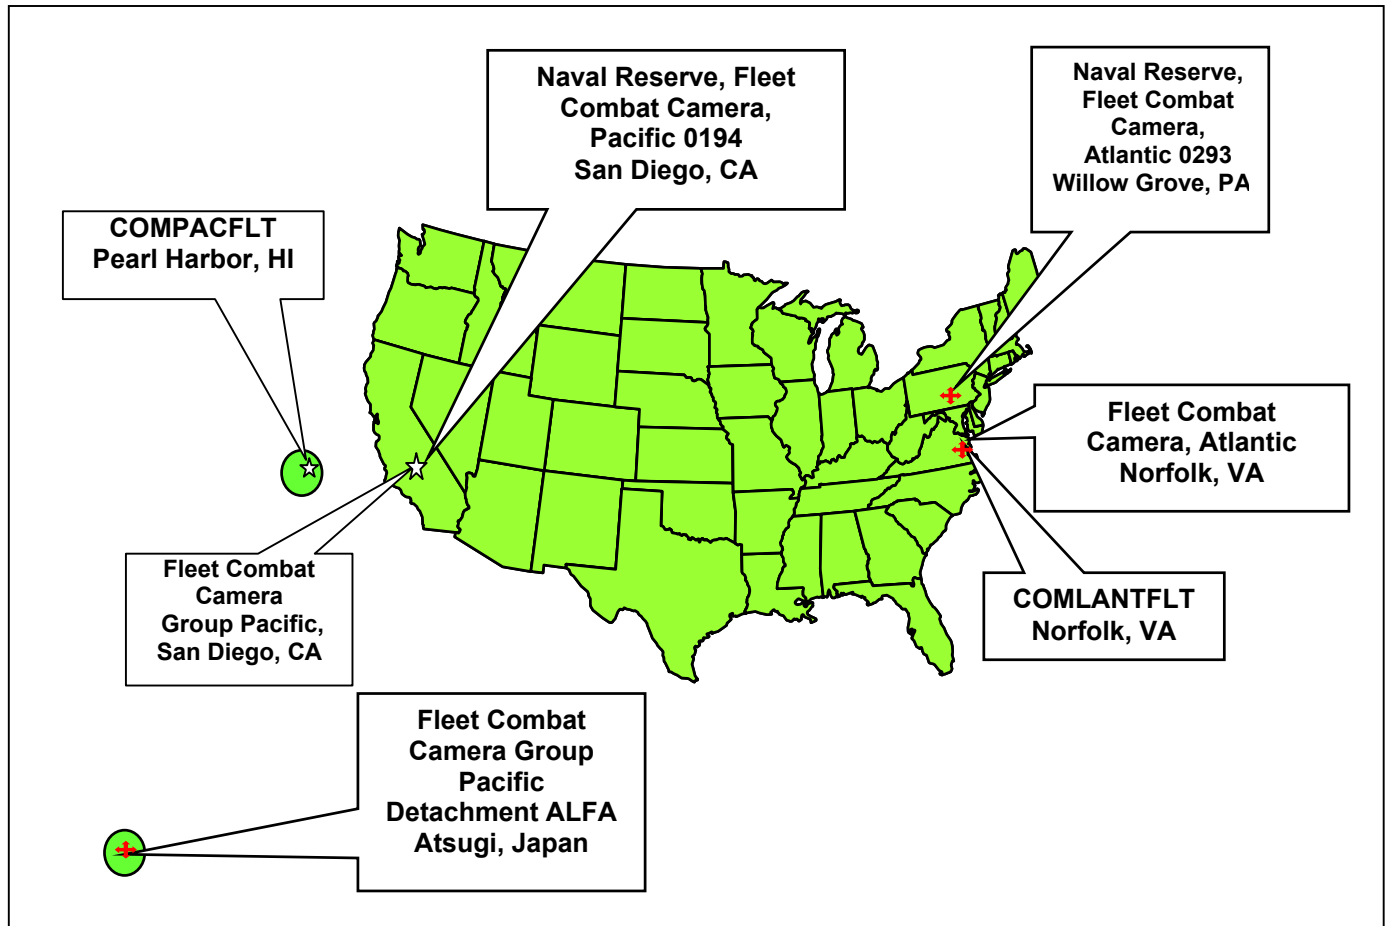 Naval Reserve, Fleet
Combat Camera,
Pacific 0194
San Diego, CA
Naval Reserve,
Fleet Combat
Camera,
Atlantic 0293
Willow Grove, PA
COMPACFLT
Pearl Harbor, HI
Fleet Combat
Camera, Atlantic
Norfolk, VA
Fleet Combat
Camera
Group Pacific,
San Diego, CA
COMLANTFLT
Norfolk, VA
Fleet Combat
Camera Group
Pacific
Detachment ALFA
Atsugi, Japan